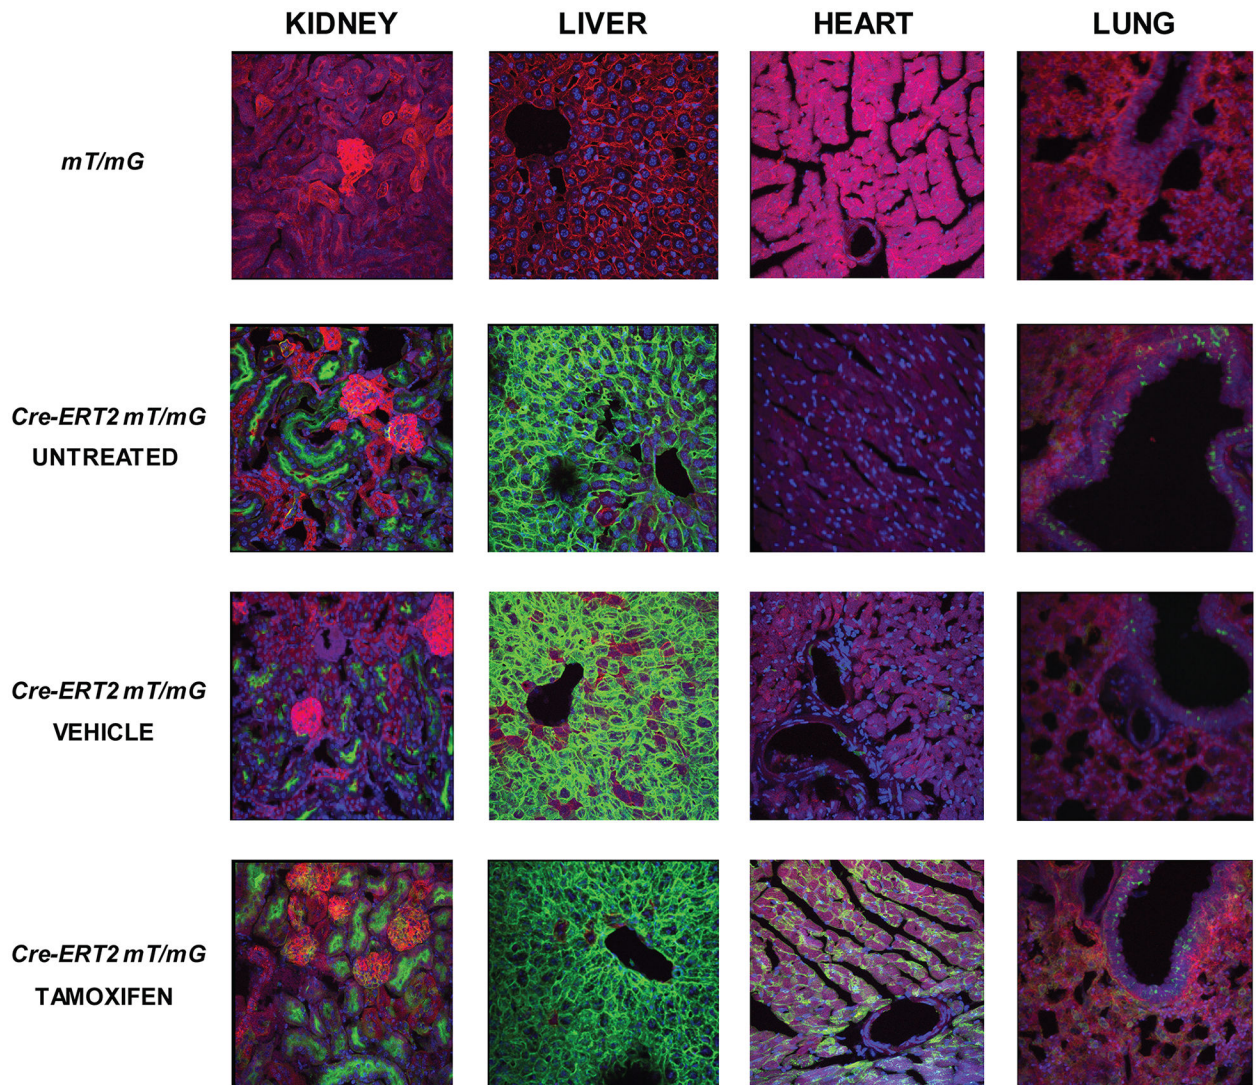 KIDNEY LIVER HEART LUNG
mT/mG
Cre-ERT2 mT/mG
UNTREATED
Cre-ERT2 mT/mG
VEHICLE
Cre-ERT2 mT/mG
TAMOXIFEN